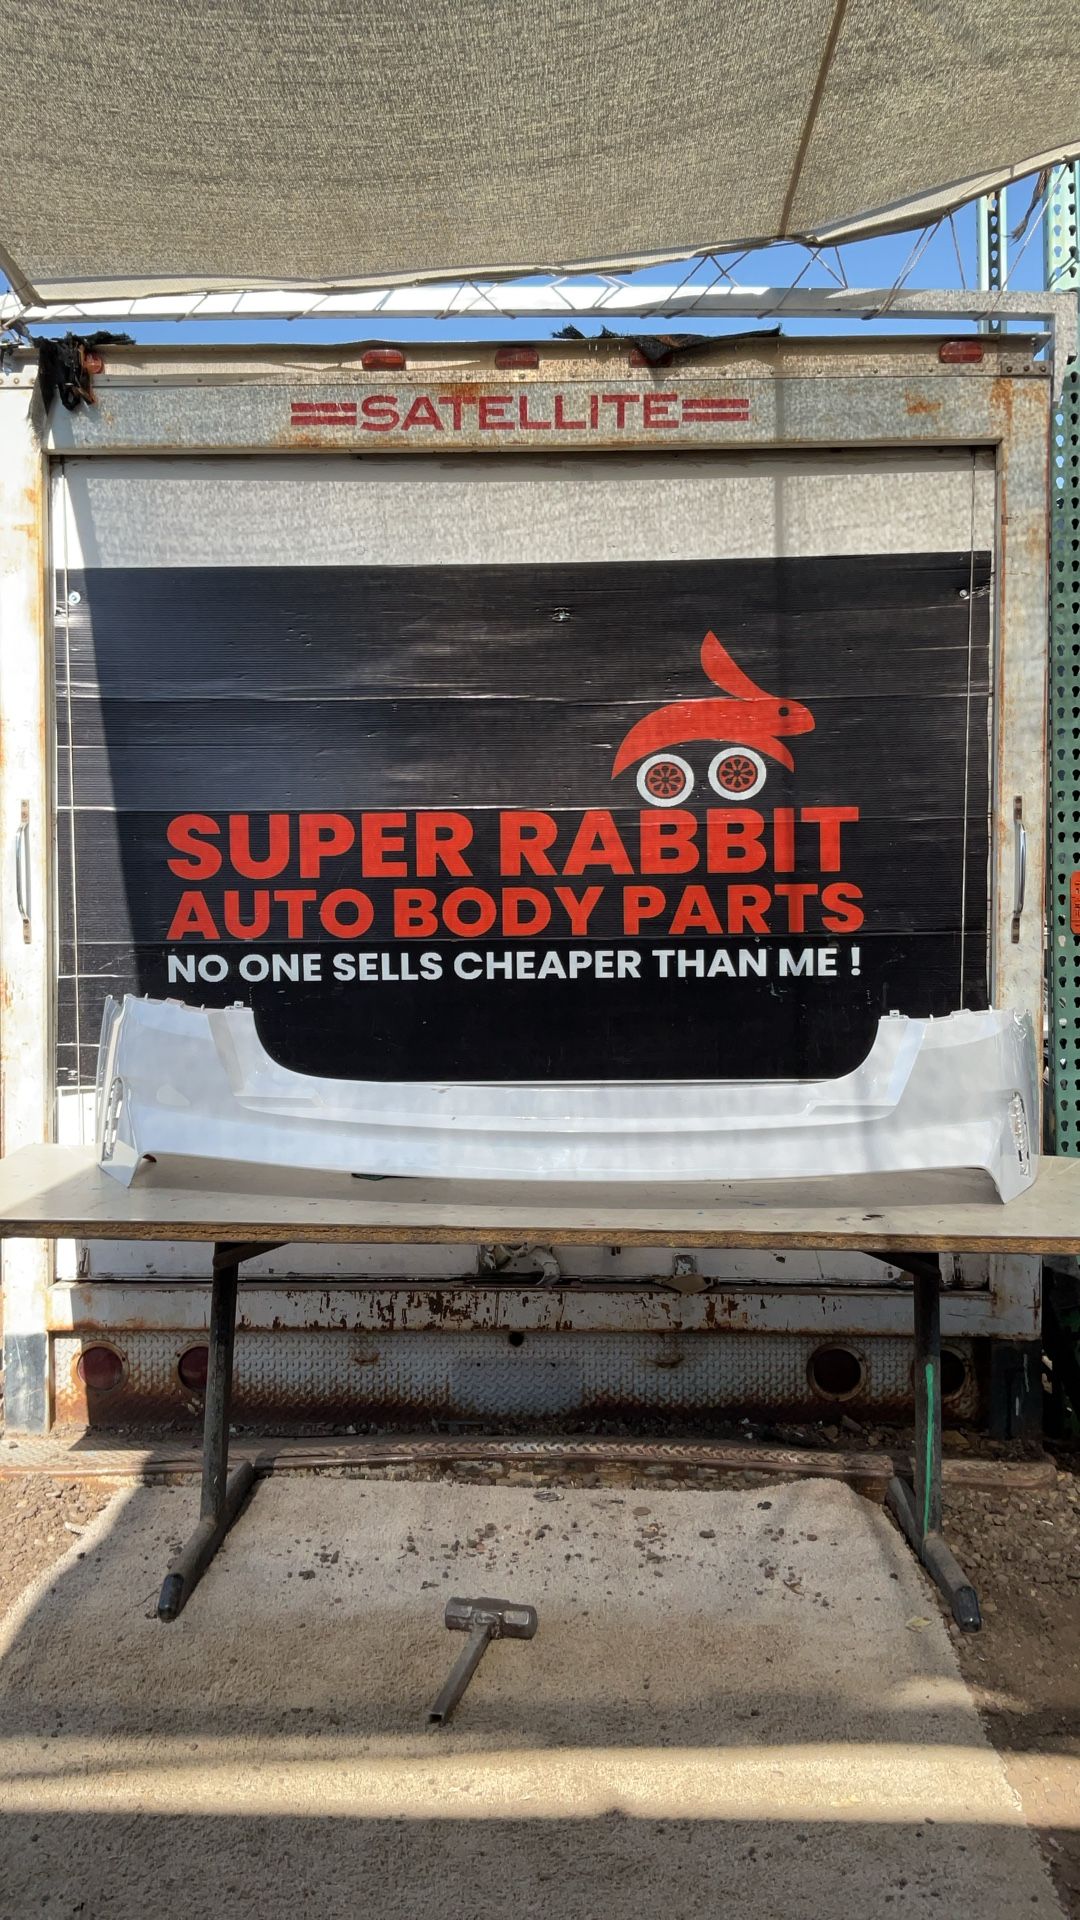 SATELLITE
SUPER RABBIT
AUTO BODY PARTS
NO ONE SELLS CHEAPER THAN ME !